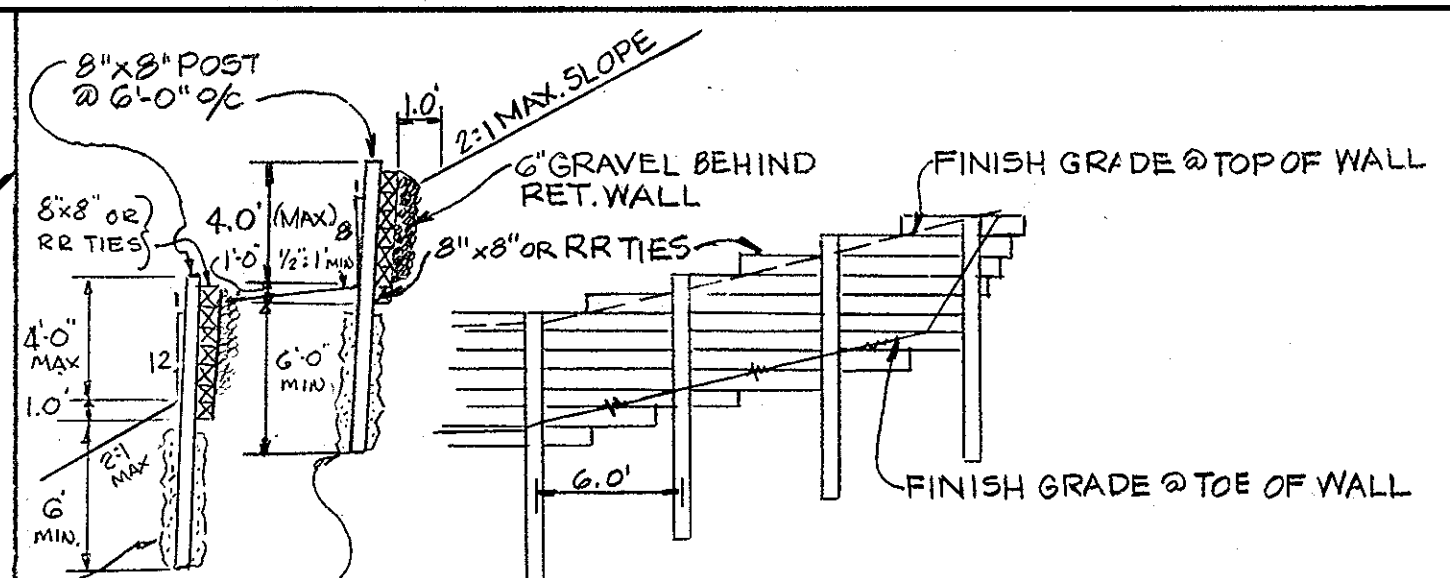 8"x8" POST
@ 6'-0" O/C
1.0'
2:1 MAX. SLOPE
6" GRAVEL BEHIND
RET. WALL
FINISH GRADE @ TOP OF WALL
8"x8" OR
RR TIES
4.0' (MAX)
8
1'-0"
1/2":1' MIN
8"x8" OR RR TIES
4'-0"
MAX
12
1.0'
6'-0"
MIN.
2:1
MAX
6'
MIN.
6.0'
FINISH GRADE @ TOE OF WALL